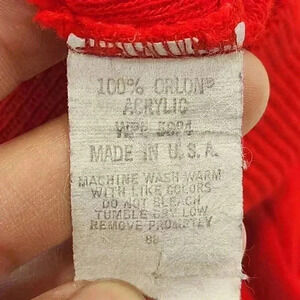 100% ORLON®
ACRYLIC
WPL
MADE IN U.S.A.
MACHINE WASH WARM
WITH LIKE COLORS
DO NOT BLEACH
TUMBLE DRY LOW
REMOVE PROMPTLY